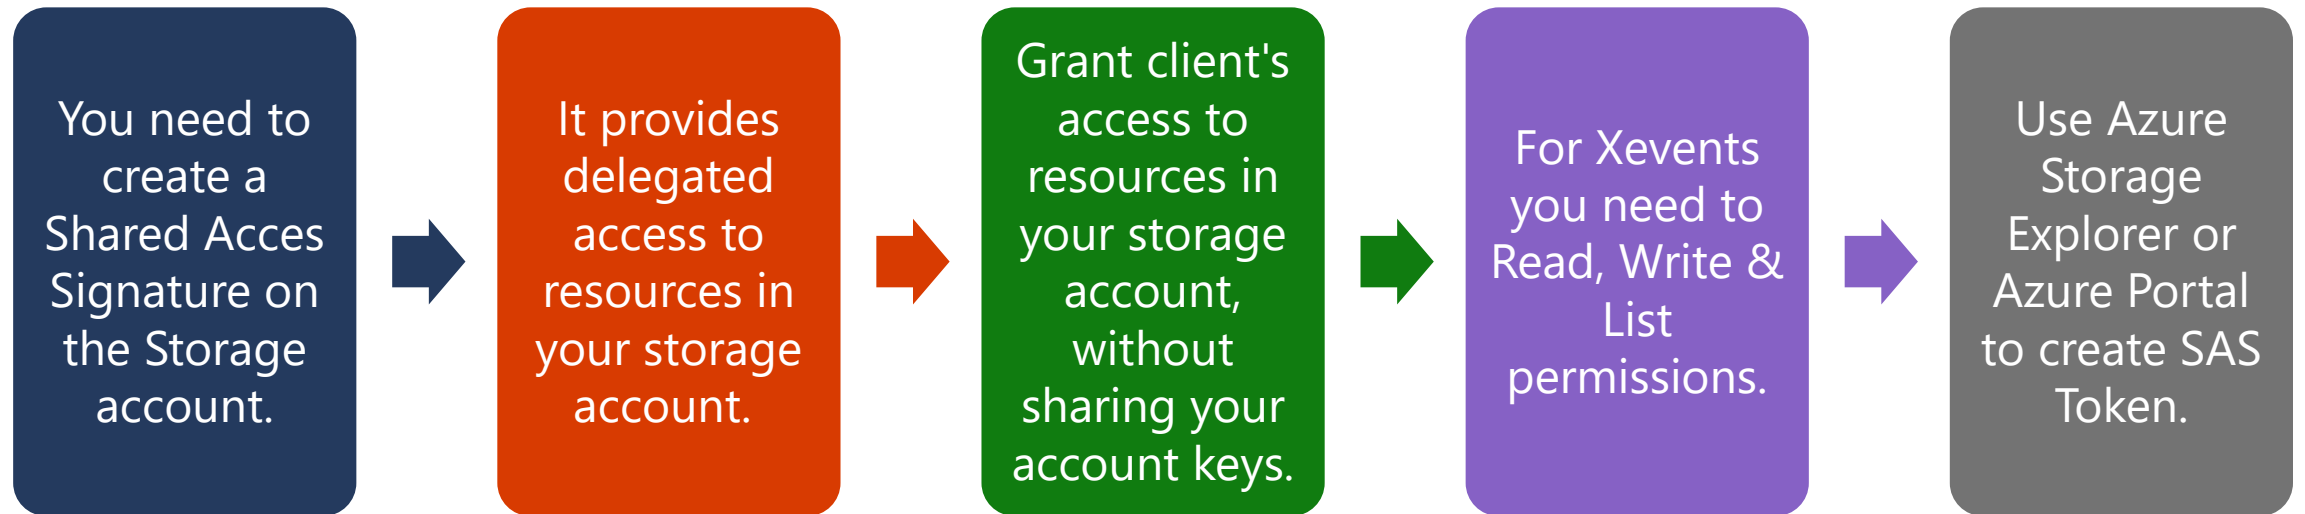 You need to
create a
Shared Acces
Signature on
the Storage
account.
It provides
delegated
access to
resources in
your storage
account.
Grant client's
access to
resources in
your storage
account,
without
sharing your
account keys.
For Xevents
you need to
Read, Write &
List
permissions.
Use Azure
Storage
Explorer or
Azure Portal
to create SAS
Token.